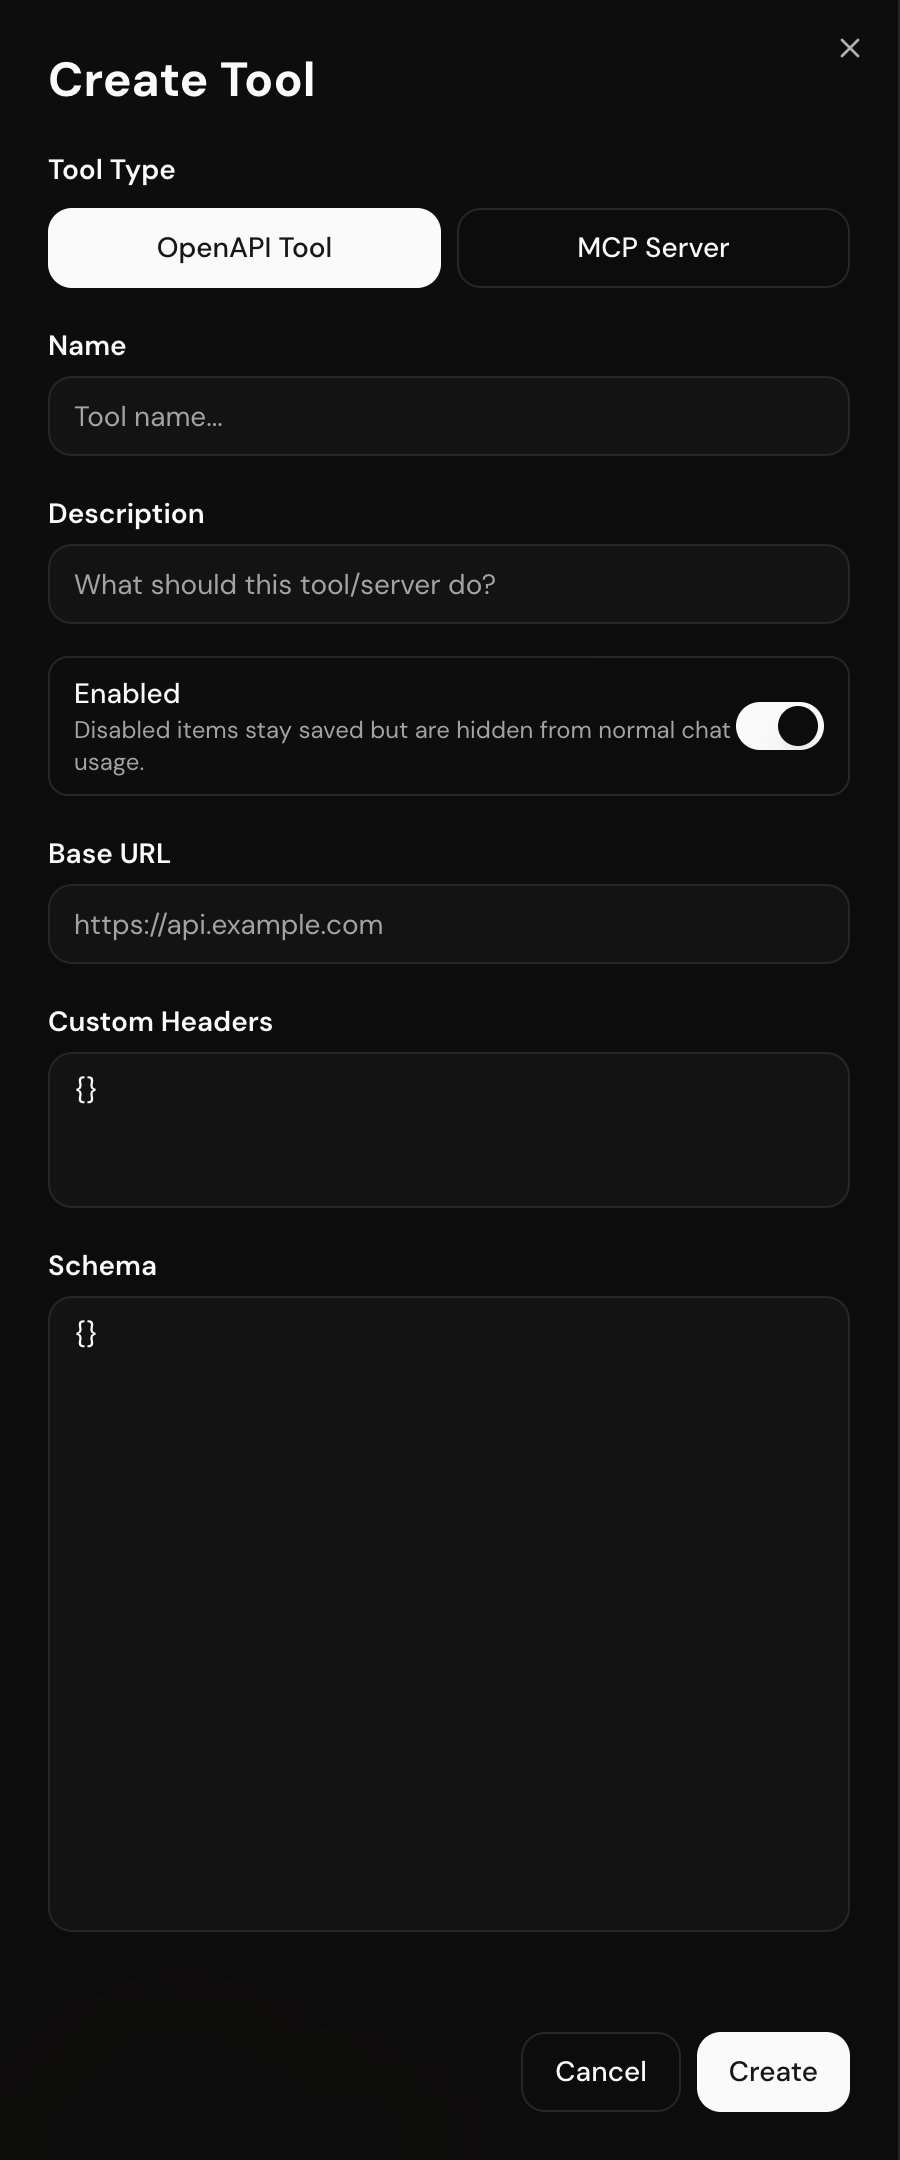 Create Tool
Tool Type
OpenAPI Tool
MCP Server
Name
Tool name...
Description
What should this tool/server do?
Enabled
Disabled items stay saved but are hidden from normal chat
usage.
Base URL
https://api.example.com
Custom Headers
{}
Schema
{}
Cancel
Create